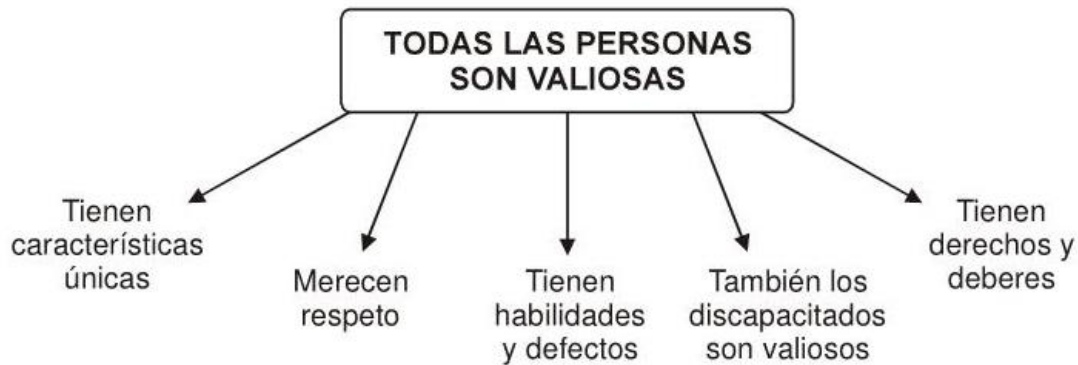 TODAS LAS PERSONAS
SON VALIOSAS
Tienen
características
únicas
Merecen
respeto
Tienen
habilidades
y defectos
También los
discapacitados
son valiosos
Tienen
derechos y
deberes